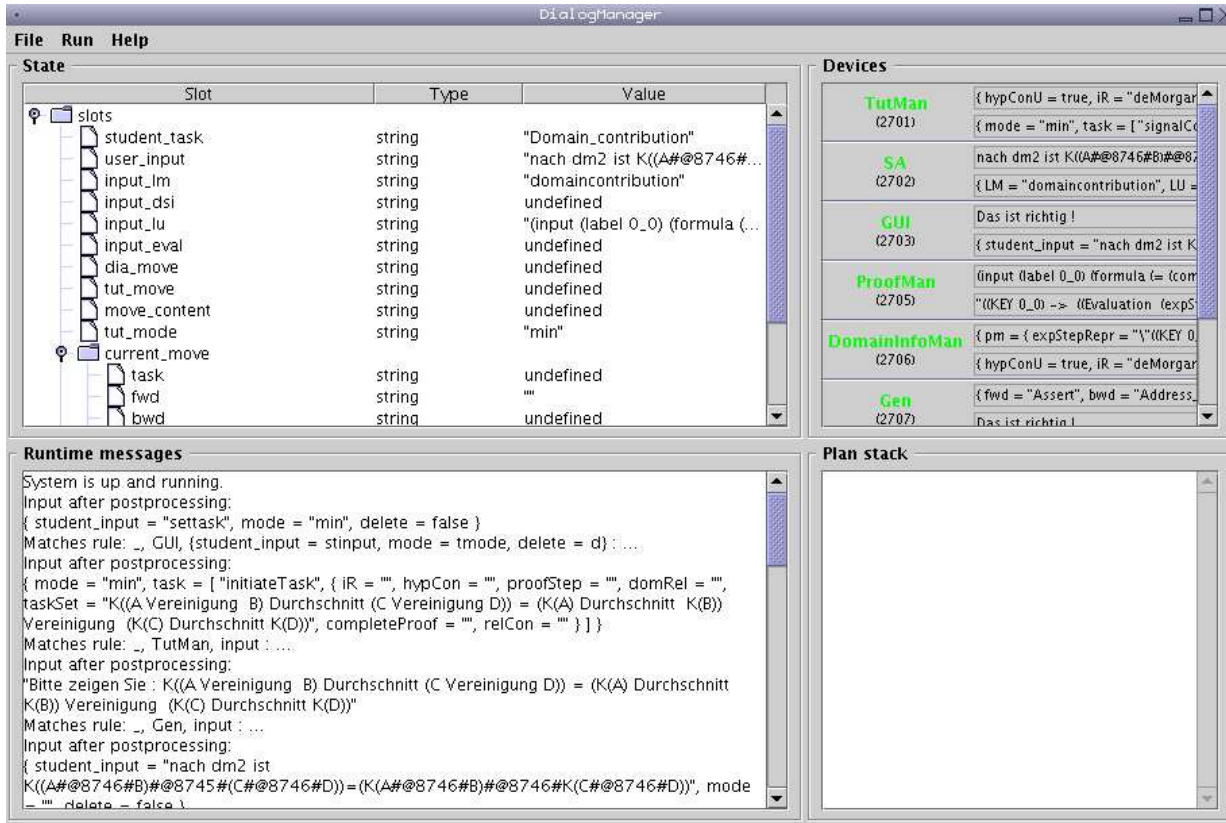 DialogManager
File Run Help
State
Slot Type Value
slots
student_task string "Domain_contribution"
user_input string "nach dm2 ist K((A#@8746#...
input_lm string "domaincontribution"
input_dsi string undefined
input_lu string "(input (label 0_0) (formula (...
input_eval string undefined
dia_move string undefined
tut_move string undefined
move_content string undefined
tut_mode string "min"
current_move
task string undefined
fwd string ""
bwd string undefined
Devices
TutMan
(2701)
{ hypConU = true, iR = "deMorgar
{ mode = "min", task = ["signalCo
SA
(2702)
nach dm2 ist K((A#@8746#B)#@87
{ LM = "domaincontribution", LU =
GUI
(2703)
Das ist richtig !
{ student_input = "nach dm2 ist K
ProofMan
(2705)
(input (label 0_0) (formula (= (com
"((KEY 0_0) -> ((Evaluation (expS
DomainInfoMan
(2706)
{ pm = { expStepRepr = "\"((KEY 0_
{ hypConU = true, iR = "deMorgar
Gen
(2707)
{ fwd = "Assert", bwd = "Address_
Das ist richtig !
Runtime messages
System is up and running.
Input after postprocessing:
{ student_input = "settask", mode = "min", delete = false }
Matches rule: _, GUI, {student_input = stinput, mode = tmode, delete = d} : ...
Input after postprocessing:
{ mode = "min", task = [ "initiateTask", { iR = "", hypCon = "", proofStep = "", domRel = "",
taskSet = "K((A Vereinigung B) Durchschnitt (C Vereinigung D)) = (K(A) Durchschnitt K(B))
Vereinigung (K(C) Durchschnitt K(D))", completeProof = "", relCon = "" } ] }
Matches rule: _, TutMan, input : ...
Input after postprocessing:
"Bitte zeigen Sie : K((A Vereinigung B) Durchschnitt (C Vereinigung D)) = (K(A) Durchschnitt
K(B)) Vereinigung (K(C) Durchschnitt K(D))"
Matches rule: _, Gen, input : ...
Input after postprocessing:
{ student_input = "nach dm2 ist
K((A#@8746#B)#@8745#(C#@8746#D))=(K(A#@8746#B)#@8746#K(C#@8746#D))", mode
= "", delete = false }
Plan stack